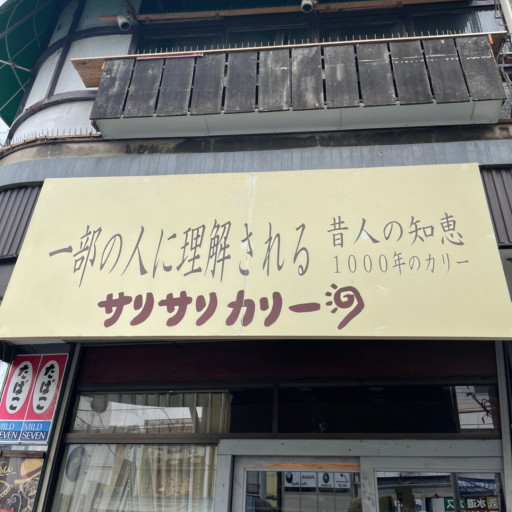 一部の人に理解される
昔人の知恵
1000年のカリー
サリサリカリー
たばこ
たばこ
MILD SEVEN
MILD SEVEN